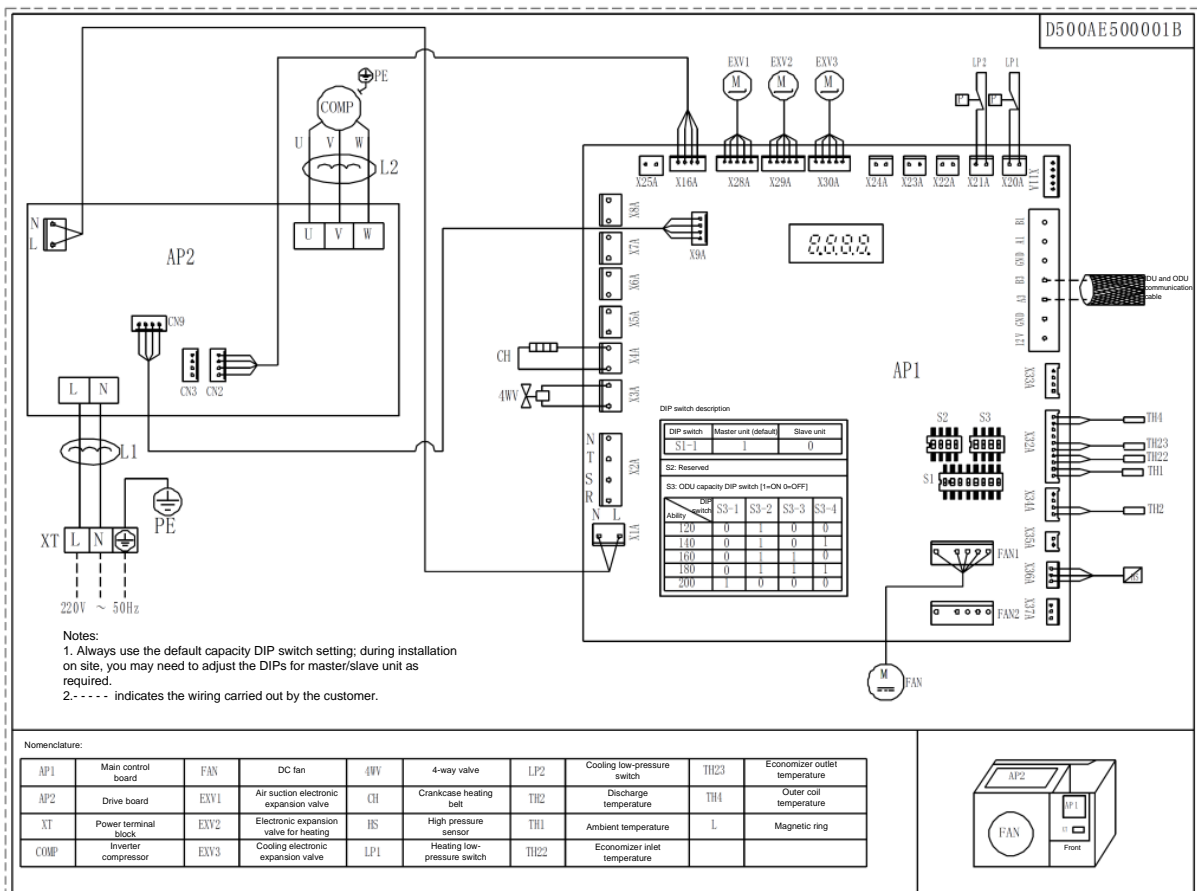 D500AE500001B
EXV1 EXV2 EXV3 LP2 LP1
M M M P P
PE
COMP
U V W
L2
X25A X16A X28A X29A X30A X24A X23A X22A X21A X20A X11A
N
L
U V W
AP2
X8A
X7A
X6A
X5A
X4A
X3A
X2A
X1A
X9A
8.8.8.8.
B1
A1
GND
B3
A3
GND
12V
DU and ODU
communication
cable
CN9
CN3 CN2
CH
4WV
AP1
L N
L1
PE
XT L N
220V ~ 50Hz
N
T
S
R
N L
DIP switch description
DIP switch Master unit (default) Slave unit
S1-1 1 0
S2: Reserved
S3: ODU capacity DIP switch [1=ON 0=OFF]
DIP switch Ability S3-1 S3-2 S3-3 S3-4
120 0 1 0 0
140 0 1 0 1
160 0 1 1 0
180 0 1 1 1
200 1 0 0 0
S2 S3
S1
X33A
X32A
X34A
X35A
X36A
X37A
TH4
TH23
TH22
TH1
TH2
HS
FAN1
FAN2
M
FAN
Notes:
1. Always use the default capacity DIP switch setting; during installation
on site, you may need to adjust the DIPs for master/slave unit as
required.
2.- - - - - indicates the wiring carried out by the customer.
Nomenclature:
AP1 Main control board FAN DC fan 4WV 4-way valve LP2 Cooling low-pressure switch TH23 Economizer outlet temperature
AP2 Drive board EXV1 Air suction electronic expansion valve CH Crankcase heating belt TH2 Discharge temperature TH4 Outer coil temperature
XT Power terminal block EXV2 Electronic expansion valve for heating HS High pressure sensor TH1 Ambient temperature L Magnetic ring
COMP Inverter compressor EXV3 Cooling electronic expansion valve LP1 Heating low-pressure switch TH22 Economizer inlet temperature
AP2
AP1
FAN
XT
Front